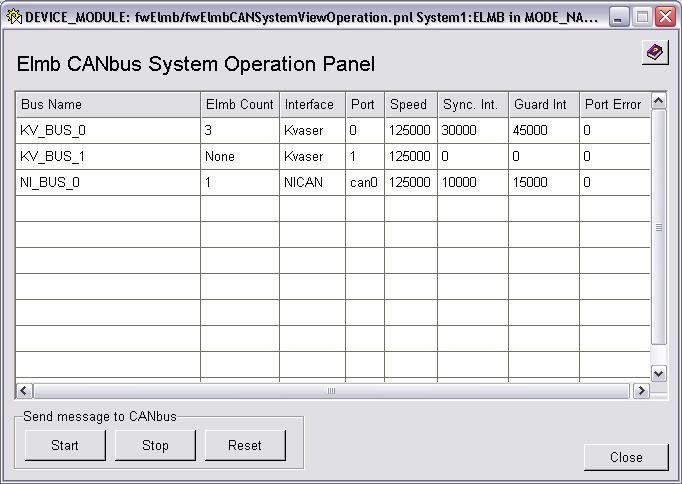 DEVICE_MODULE: fwElmb/fwElmbCANSystemViewOperation.pnl System1:ELMB in MODE_NA...
Elmb CANbus System Operation Panel
Bus Name Elmb Count Interface Port Speed Sync. Int. Guard Int Port Error
KV_BUS_0 3 Kvaser 0 125000 30000 45000 0
KV_BUS_1 None Kvaser 1 125000 0 0 0
NI_BUS_0 1 NICAN can0 125000 10000 15000 0
Send message to CANbus
Start Stop Reset
Close